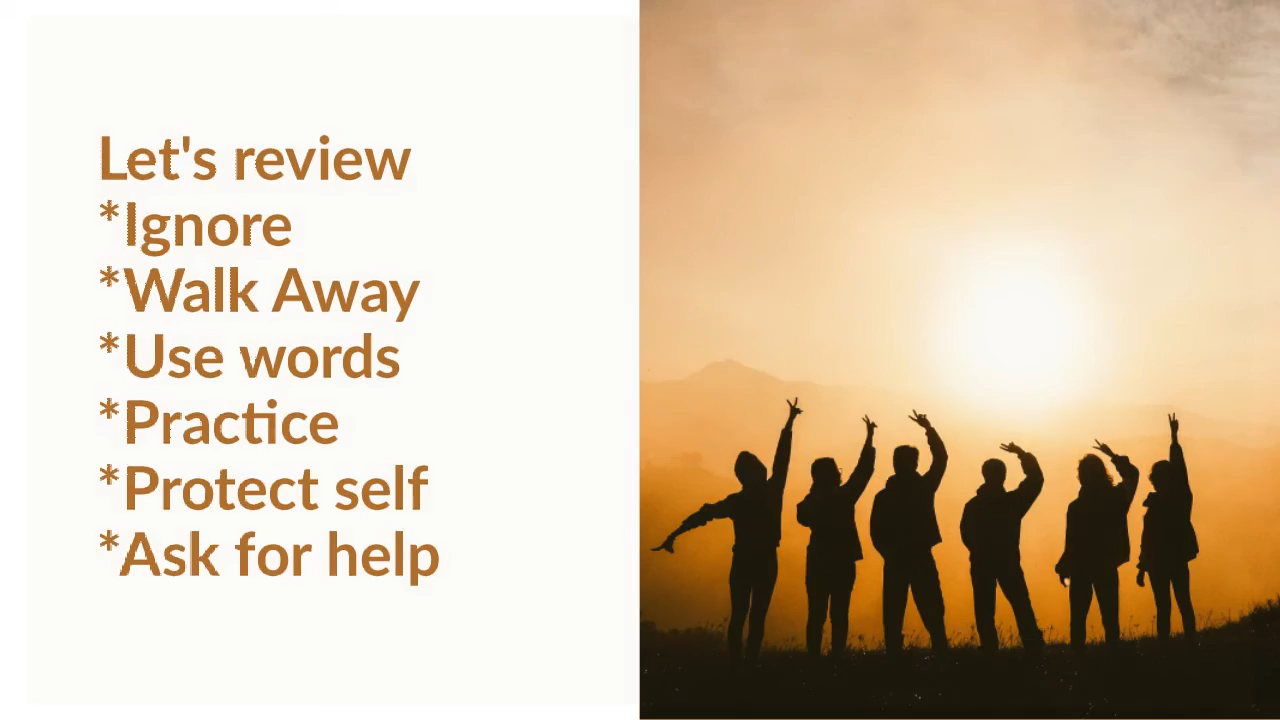 Let's review
*Ignore
*Walk Away
*Use words
*Practice
*Protect self
*Ask for help